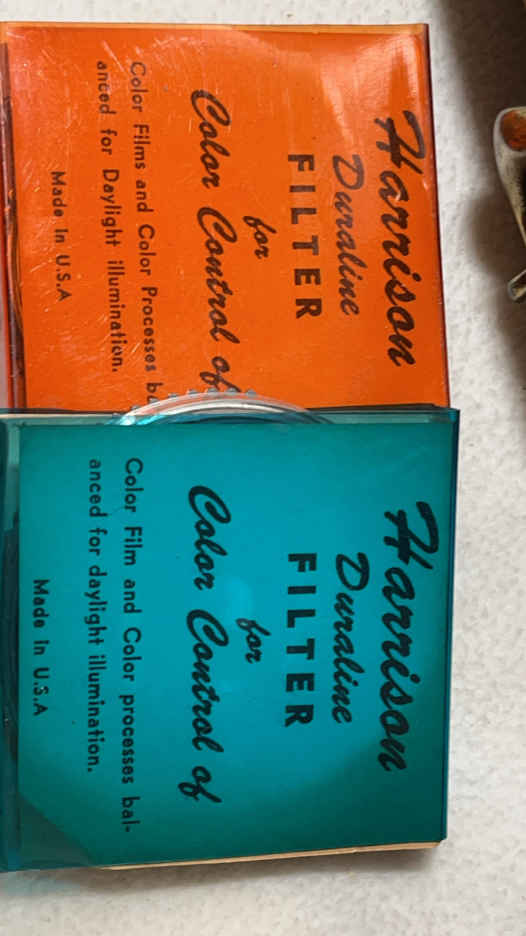 Harrison
Duraline
FILTER
for
Color Control of
Color Films and Color Processes
anced for Daylight illumination.
Made In U.S.A
Harrison
Duraline
FILTER
for
Color Control of
Color Film and Color processes bal-
anced for daylight illumination.
Made In U.S.A